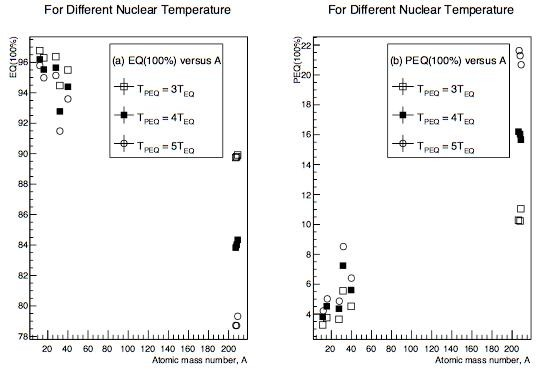 For Different Nuclear Temperature
EQ(100%)
(a) EQ(100%) versus A
T_PEQ = 3T_EQ
T_PEQ = 4T_EQ
T_PEQ = 5T_EQ
96
94
92
90
88
86
84
82
80
78
0 20 40 60 80 100 120 140 160 180 200
Atomic mass number, A
For Different Nuclear Temperature
PEQ(100%)
(b) PEQ(100%) versus A
T_PEQ = 3T_EQ
T_PEQ = 4T_EQ
T_PEQ = 5T_EQ
22
20
18
16
14
12
10
8
6
4
0 20 40 60 80 100 120 140 160 180 200
Atomic mass number, A